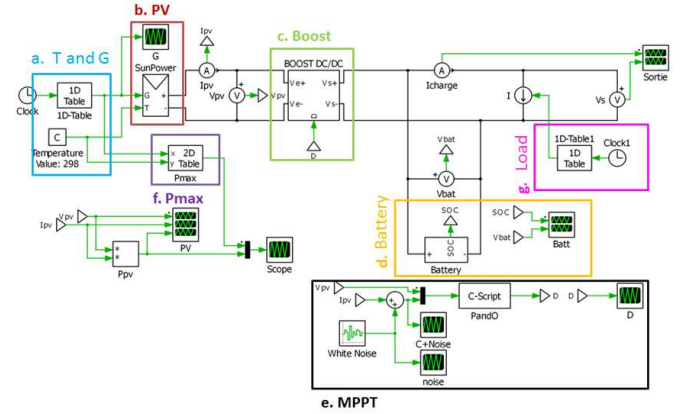 b. PV
Ipv
c. Boost
G
SunPower
a. T and G
BOOST DC/DC
A
Ipv
A
Icharge
Sortie
1D
Table
Clock
1D-Table
G +
T -
Vpv
V
Vpv
Ve+ Vs+
Ve- Vs-
D
I
Vs
V
C
Temperature
Value: 298
D
Vbat
1D-Table1
Clock1
1D
Table
g. Load
x
y
2D
Table
Pmax
V
Vbat
f. Pmax
Vpv
Ipv
PV
Ppv
Scope
d. Battery
SOC
SOC
Battery
SOC
Vbat
Batt
Vpv
Ipv
C-Script
PandO
D
D
D
White Noise
C+Noise
noise
e. MPPT